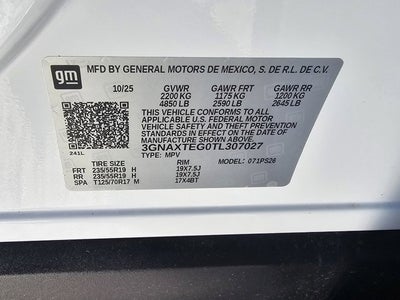 gm MFD BY GENERAL MOTORS DE MEXICO, S. DE R.L. DE C.V.
10/25 GVWR GAWR FRT GAWR RR
2200 KG 1175 KG 1200 KG
4850 LB 2590 LB 2645 LB
THIS VEHICLE CONFORMS TO ALL
APPLICABLE U.S. FEDERAL MOTOR
VEHICLE SAFETY AND THEFT PREVENTION
STANDARDS IN EFFECT ON THE DATE OF
MANUFACTURE SHOWN ABOVE.
3GNAXTEG0TL307027
241L TYPE: MPV MODEL: 071PS26
TIRE SIZE RIM
FRT 235/55R19 H 19X7.5J
RR 235/55R19 H 19X7.5J
SPA T125/70R17 M 17X4BT